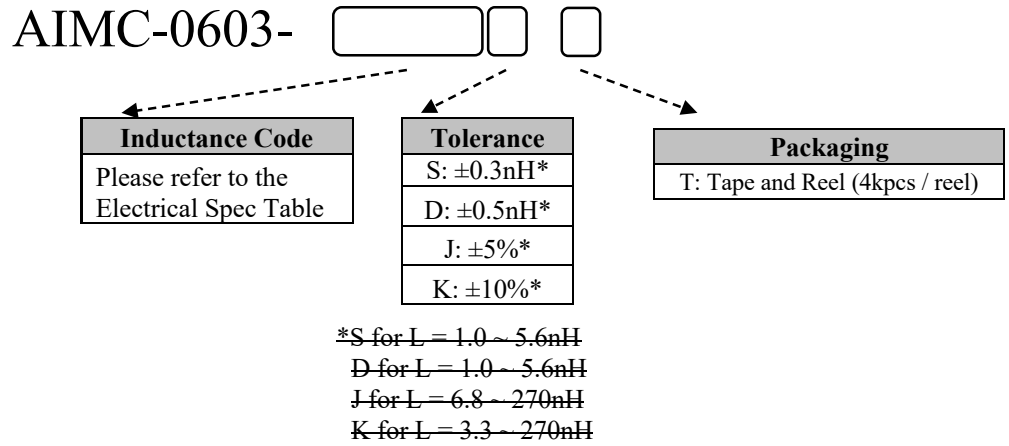 AIMC-0603-
Inductance Code
Please refer to the
Electrical Spec Table
Tolerance
S: ±0.3nH*
D: ±0.5nH*
J: ±5%*
K: ±10%*
Packaging
T: Tape and Reel (4kpcs / reel)
*S for L = 1.0 ~ 5.6nH
D for L = 1.0 ~ 5.6nH
J for L = 6.8 ~ 270nH
K for L = 3.3 ~ 270nH